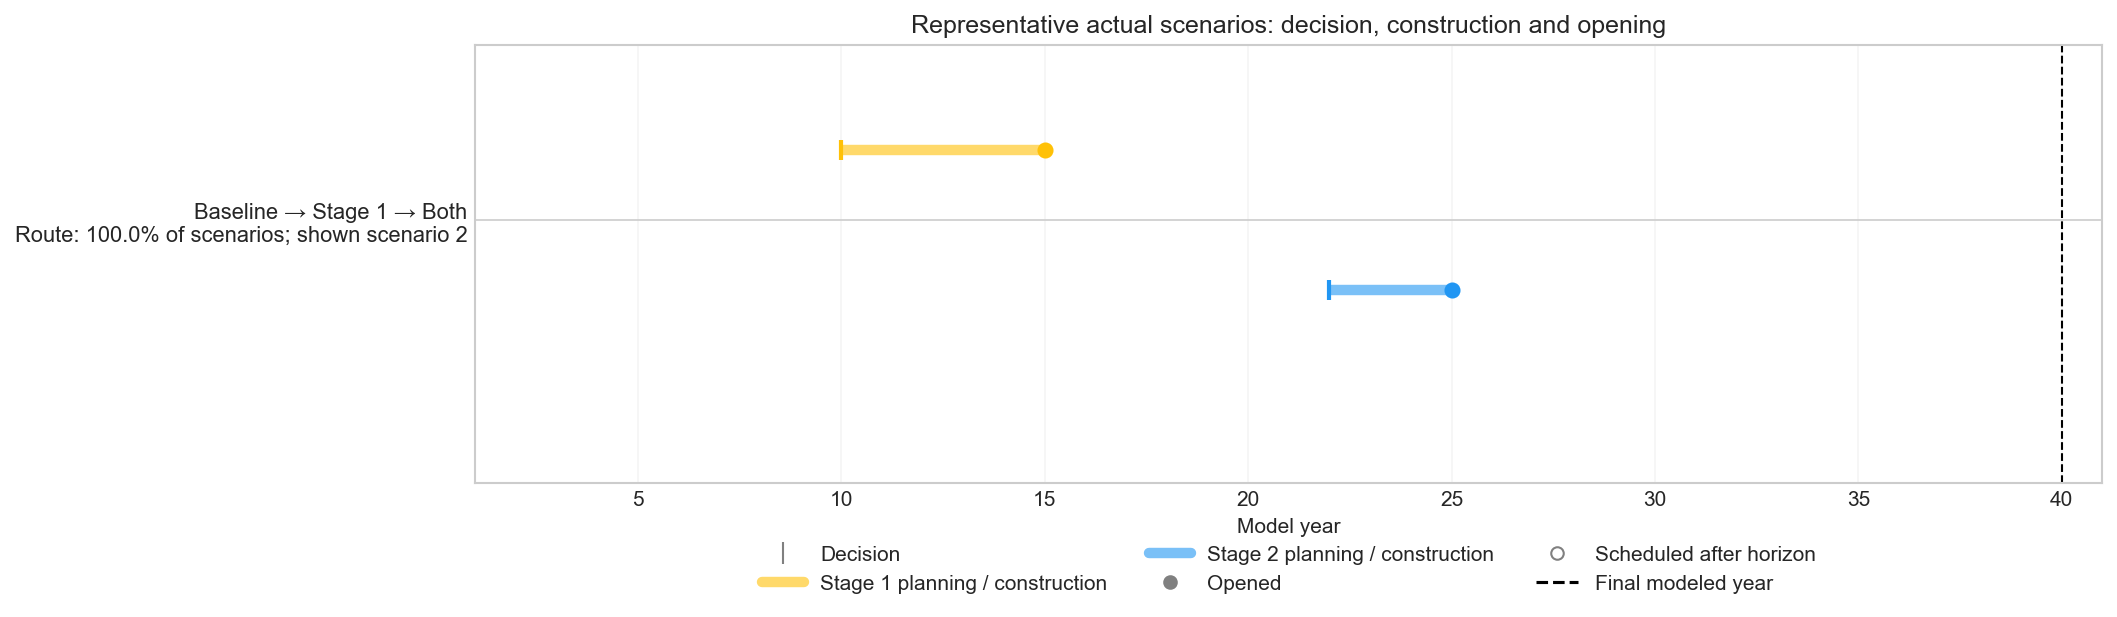 Representative actual scenarios: decision, construction and opening
Baseline → Stage 1 → Both
Route: 100.0% of scenarios; shown scenario 2
5 10 15 20 25 30 35 40
Model year
Decision
Stage 1 planning / construction
Stage 2 planning / construction
Opened
Scheduled after horizon
Final modeled year